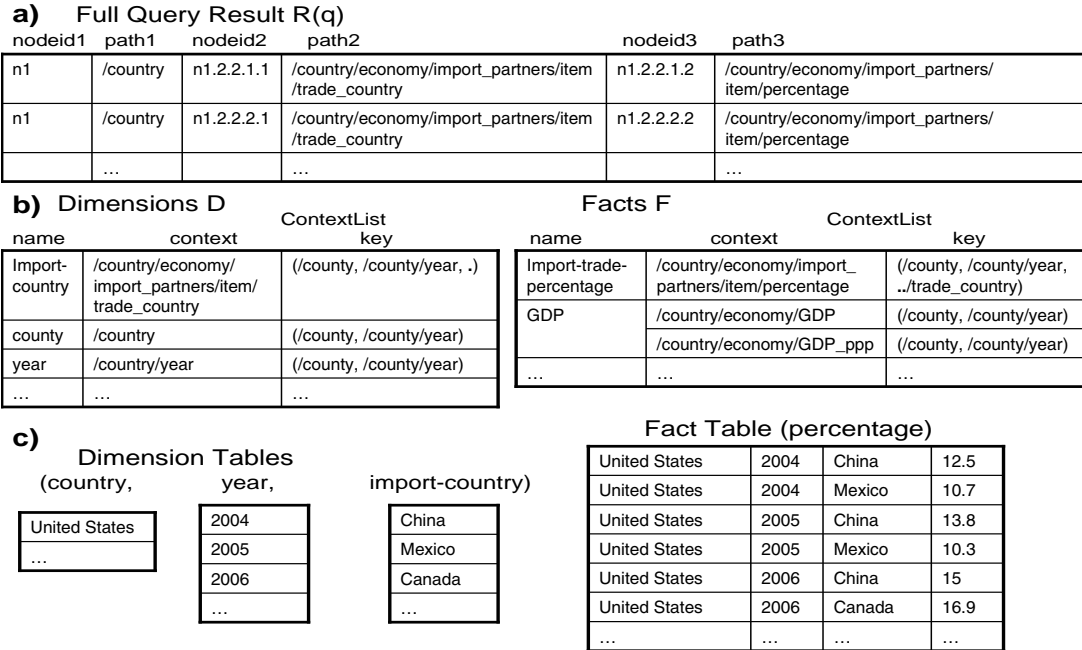 a) Full Query Result R(q)
nodeid1 path1 nodeid2 path2 nodeid3 path3
n1 /country n1.2.2.1.1 /country/economy/import_partners/item n1.2.2.1.2 /country/economy/import_partners/
/trade_country item/percentage
n1 /country n1.2.2.2.1 /country/economy/import_partners/item n1.2.2.2.2 /country/economy/import_partners/
/trade_country item/percentage
… … …
b) Dimensions D
ContextList
name context key
Import- /country/economy/ (/county, /county/year, .)
country import_partners/item/
trade_country
county /country (/county, /county/year)
year /country/year (/county, /county/year)
… … …
Facts F
ContextList
name context key
Import-trade- /country/economy/import_ (/county, /county/year,
percentage partners/item/percentage ../trade_country)
GDP /country/economy/GDP (/county, /county/year)
/country/economy/GDP_ppp (/county, /county/year)
… … …
c)
Dimension Tables
(country, year, import-country)
United States
…
2004
2005
2006
…
China
Mexico
Canada
…
Fact Table (percentage)
United States 2004 China 12.5
United States 2004 Mexico 10.7
United States 2005 China 13.8
United States 2005 Mexico 10.3
United States 2006 China 15
United States 2006 Canada 16.9
… … … …